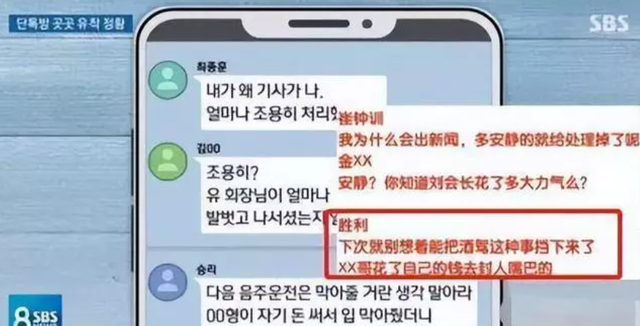 단톡방 곳곳 유착 정황
SBS
최종훈
내가 왜 기사가 나.
얼마나 조용히 처리했
김00
조용히?
유 회장님이 얼마나
발벗고 나서셨는지
승리
다음 음주운전은 막아줄 거란 생각 말아라
00형이 자기 돈 써서 입 막아줬더니
崔钟训
我为什么会出新闻，多安静的就给处理掉了呢
金XX
安静？你知道刘会长花了多大力气么？
胜利
下次就别想着能把酒驾这种事挡下来了
XX哥花了自己的钱去封人嘴巴的
8 SBS